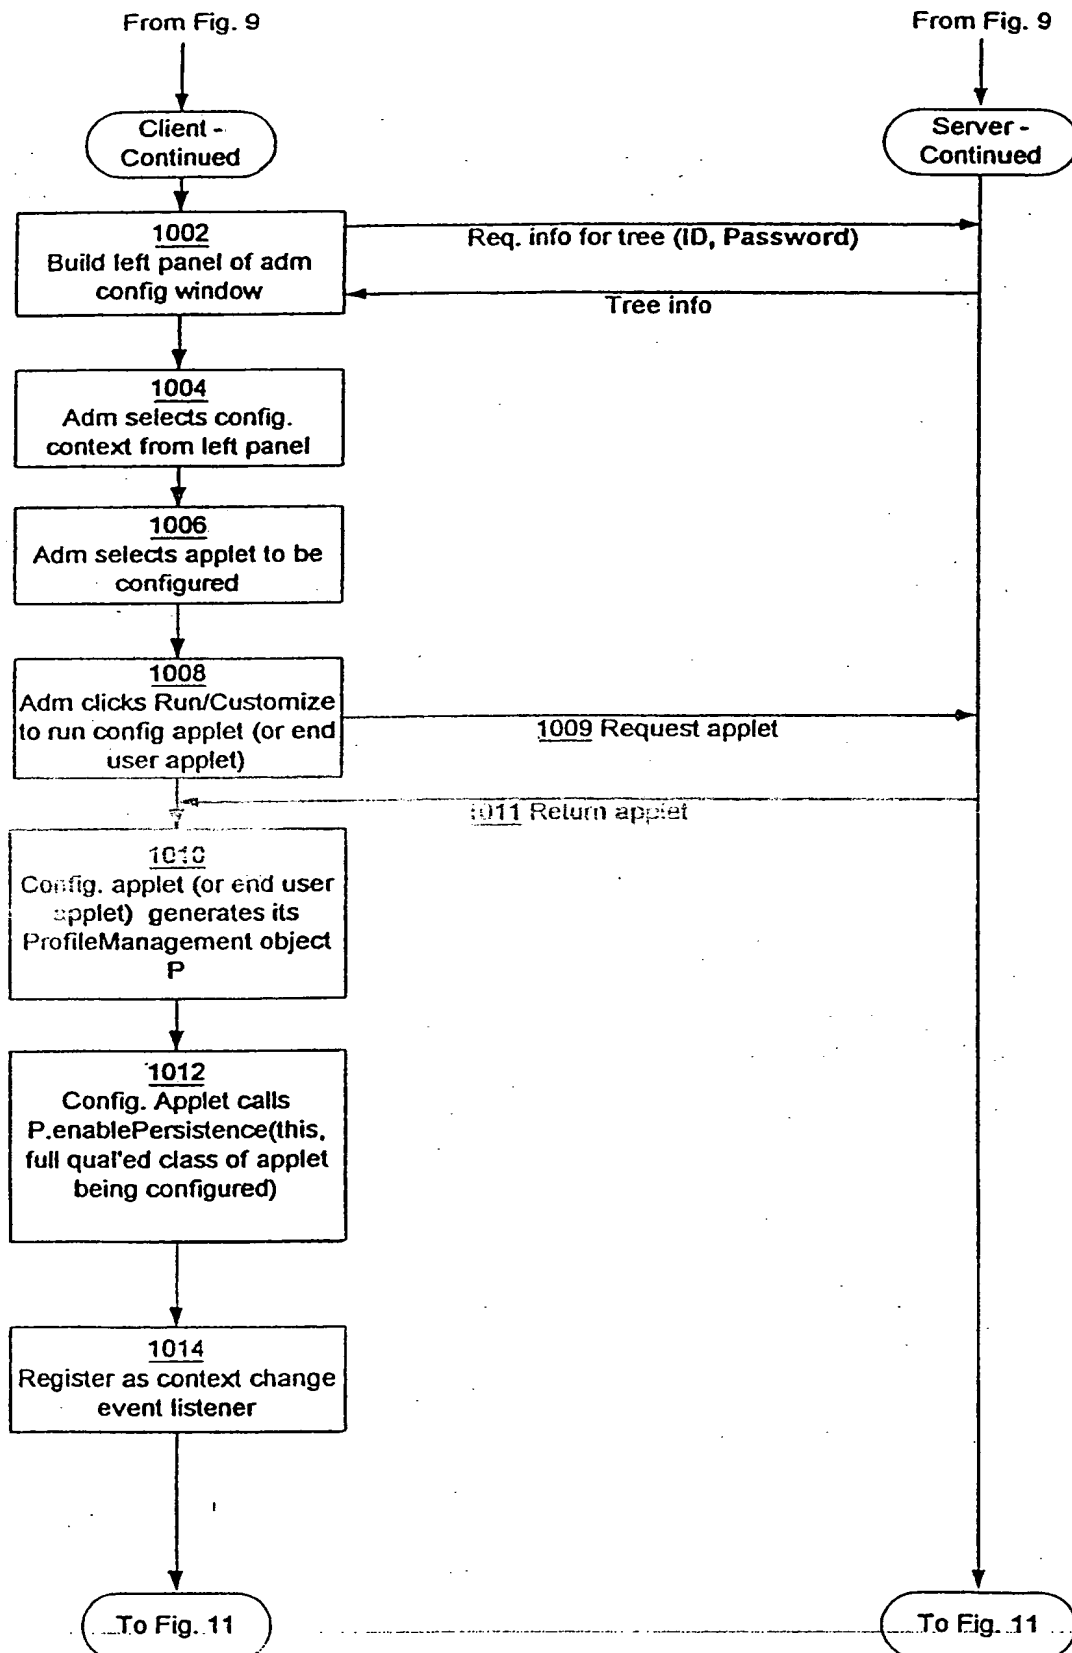 From Fig. 9
From Fig. 9
Client -
Continued
Server -
Continued
1002
Build left panel of adm
config window
Req. info for tree (ID, Password)
Tree info
1004
Adm selects config.
context from left panel
1006
Adm selects applet to be
configured
1008
Adm clicks Run/Customize
to run config applet (or end
user applet)
1009 Request applet
1011 Return applet
1010
Config. applet (or end user
applet) generates its
ProfileManagement object
P
1012
Config. Applet calls
P.enablePersistence(this,
full qual'ed class of applet
being configured)
1014
Register as context change
event listener
To Fig. 11
To Fig. 11